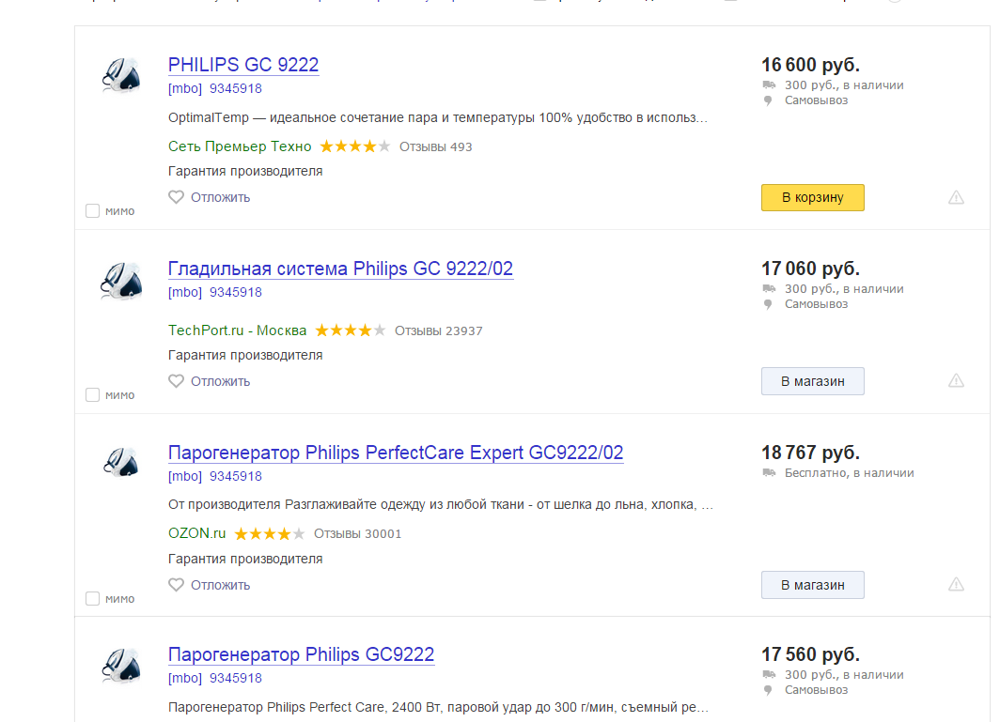 PHILIPS GC 9222
16 600 руб.
[mbo] 9345918
300 руб., в наличии
Самовывоз
OptimalTemp — идеальное сочетание пара и температуры 100% удобство в использ…
Сеть Премьер Техно Отзывы 493
Гарантия производителя
Отложить
В корзину
мимо
Гладильная система Philips GC 9222/02
17 060 руб.
[mbo] 9345918
300 руб., в наличии
Самовывоз
TechPort.ru - Москва Отзывы 23937
Гарантия производителя
Отложить
В магазин
мимо
Парогенератор Philips PerfectCare Expert GC9222/02
18 767 руб.
[mbo] 9345918
Бесплатно, в наличии
От производителя Разглаживайте одежду из любой ткани - от шелка до льна, хлопка, …
OZON.ru Отзывы 30001
Гарантия производителя
Отложить
В магазин
мимо
Парогенератор Philips GC9222
17 560 руб.
[mbo] 9345918
300 руб., в наличии
Самовывоз
Парогенератор Philips Perfect Care, 2400 Вт, паровой удар до 300 г/мин, съемный ре…